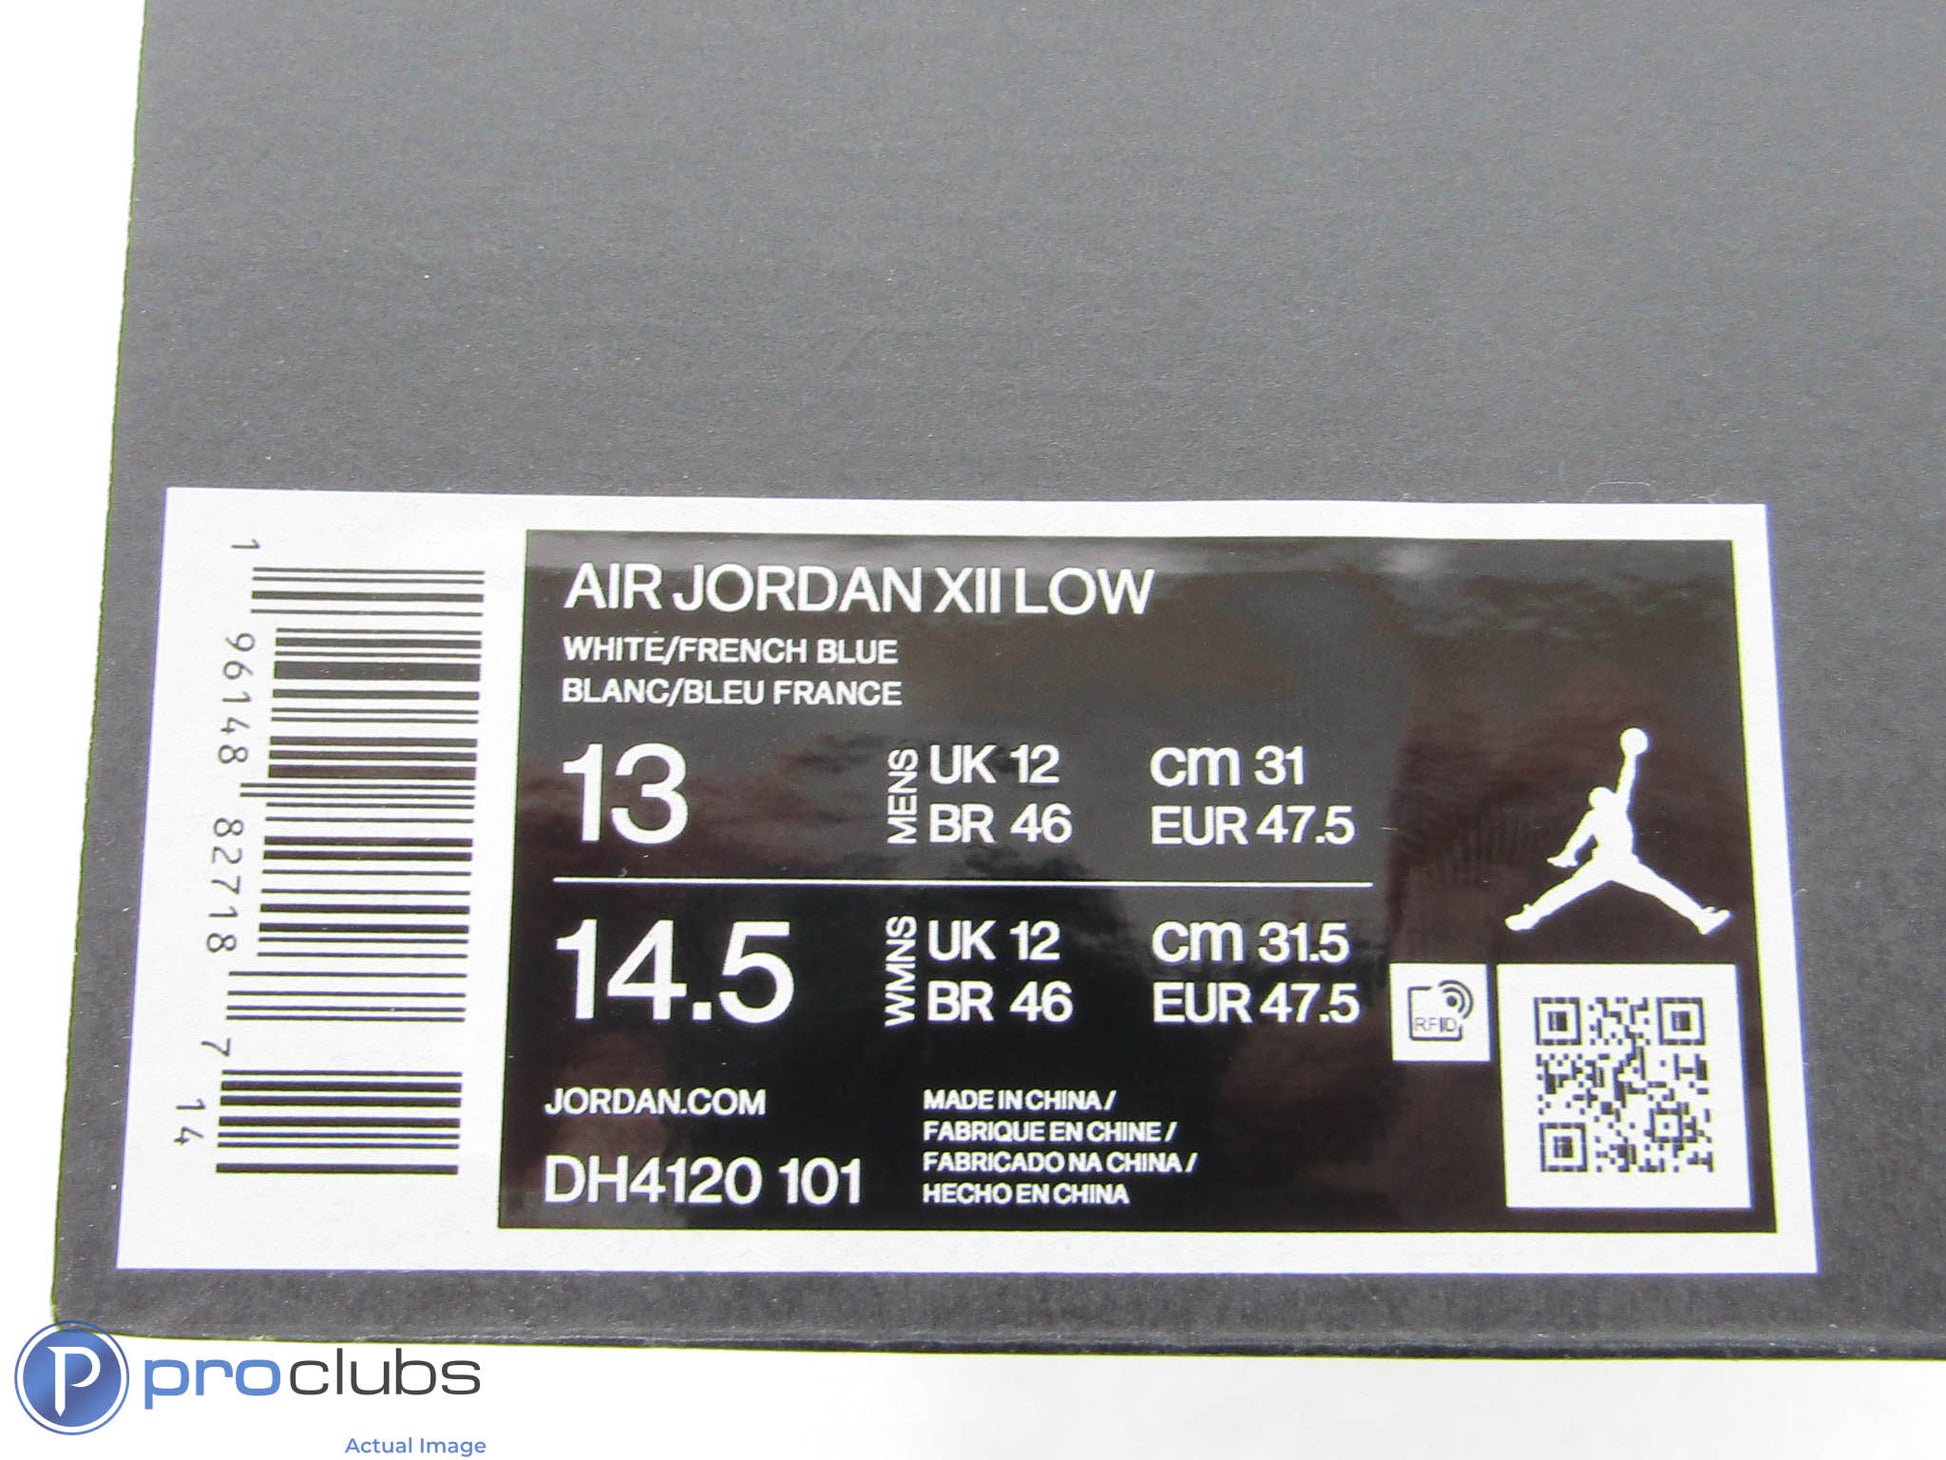 1 96148 82718 7 14
AIR JORDAN XII LOW
WHITE/FRENCH BLUE
BLANC/BLEU FRANCE
13
MENS
UK 12 cm 31
BR 46 EUR 47.5
14.5
WMNS
UK 12 cm 31.5
BR 46 EUR 47.5
RFID
JORDAN.COM
DH4120 101
MADE IN CHINA /
FABRIQUE EN CHINE /
FABRICADO NA CHINA /
HECHO EN CHINA
P proclubs
Actual Image